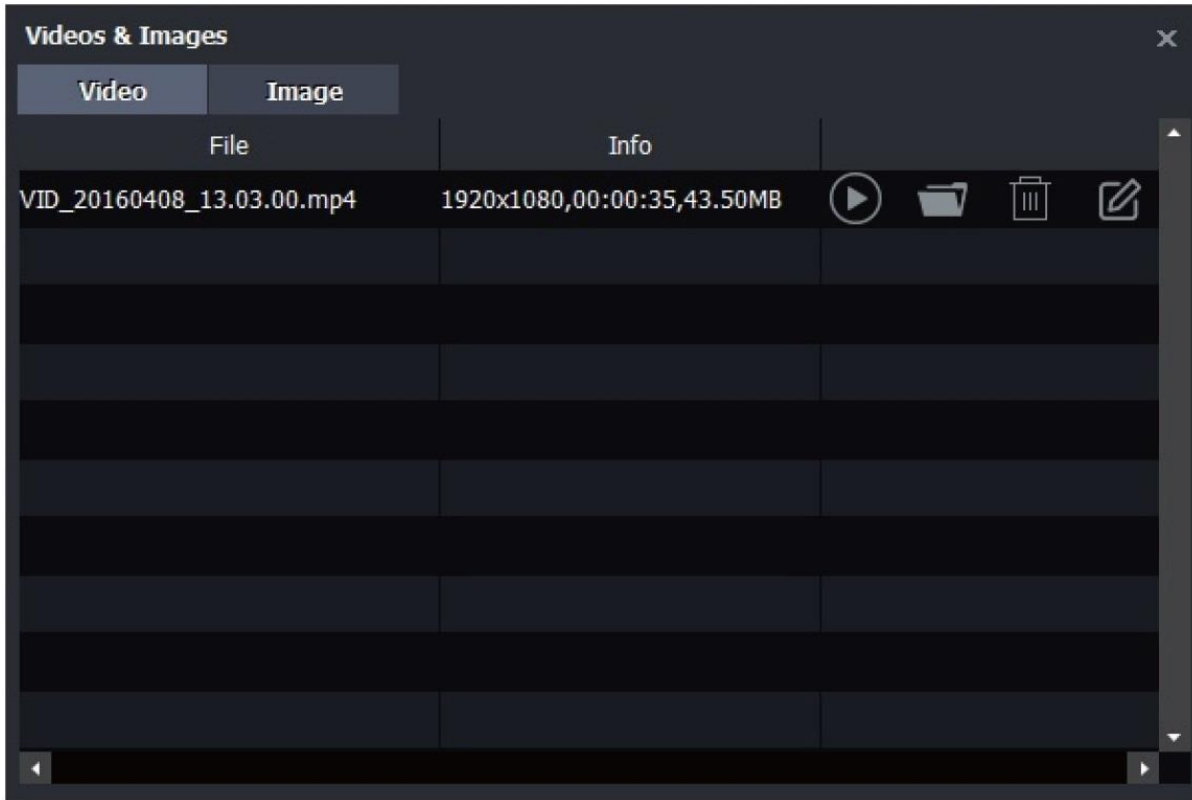 Videos & Images
Video Image
File Info
VID_20160408_13.03.00.mp4 1920x1080,00:00:35,43.50MB